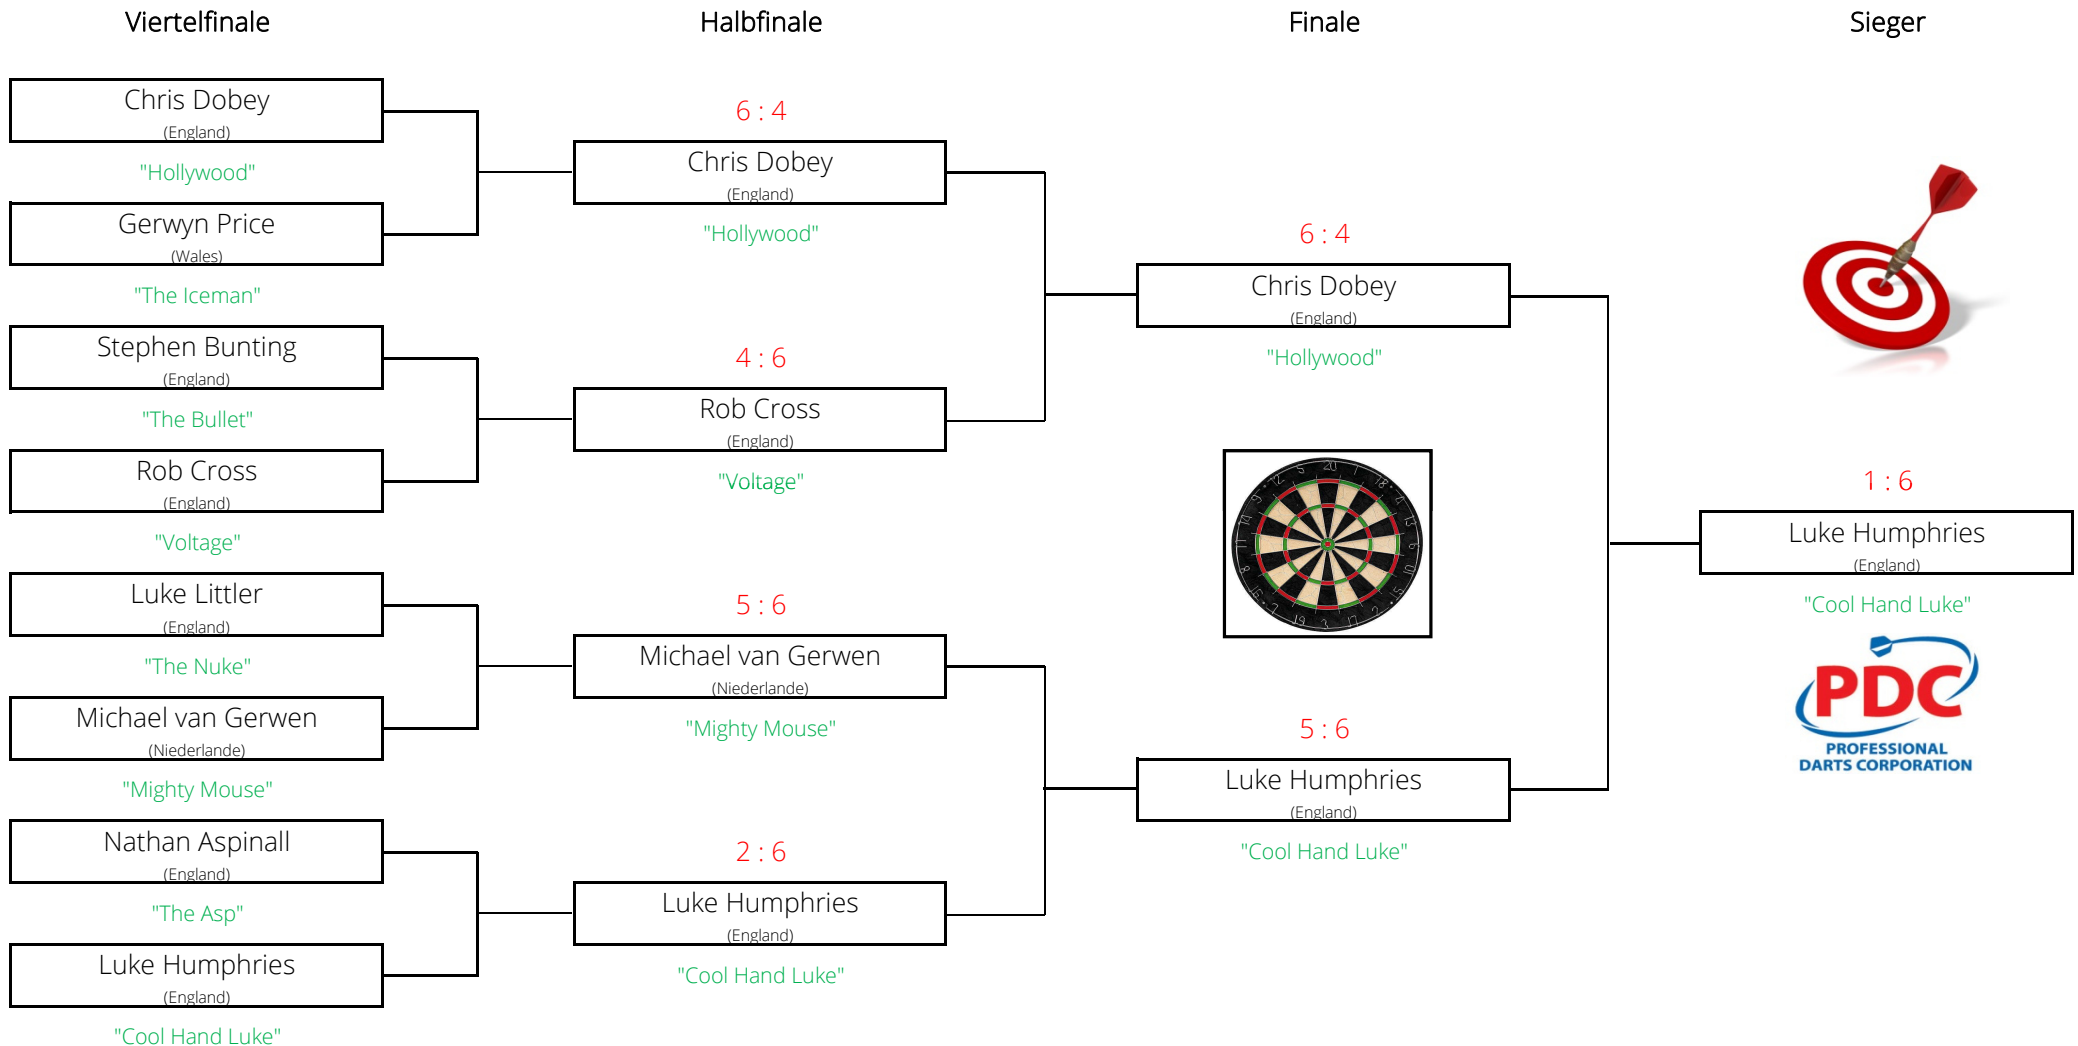 Viertelfinale
Halbfinale
Finale
Sieger
Chris Dobey
(England)
"Hollywood"
Gerwyn Price
(Wales)
"The Iceman"
Stephen Bunting
(England)
"The Bullet"
Rob Cross
(England)
"Voltage"
Luke Littler
(England)
"The Nuke"
Michael van Gerwen
(Niederlande)
"Mighty Mouse"
Nathan Aspinall
(England)
"The Asp"
Luke Humphries
(England)
"Cool Hand Luke"
6 : 4
Chris Dobey
(England)
"Hollywood"
4 : 6
Rob Cross
(England)
"Voltage"
5 : 6
Michael van Gerwen
(Niederlande)
"Mighty Mouse"
2 : 6
Luke Humphries
(England)
"Cool Hand Luke"
6 : 4
Chris Dobey
(England)
"Hollywood"
5 : 6
Luke Humphries
(England)
"Cool Hand Luke"
1 : 6
Luke Humphries
(England)
"Cool Hand Luke"
PDC
PROFESSIONAL
DARTS CORPORATION